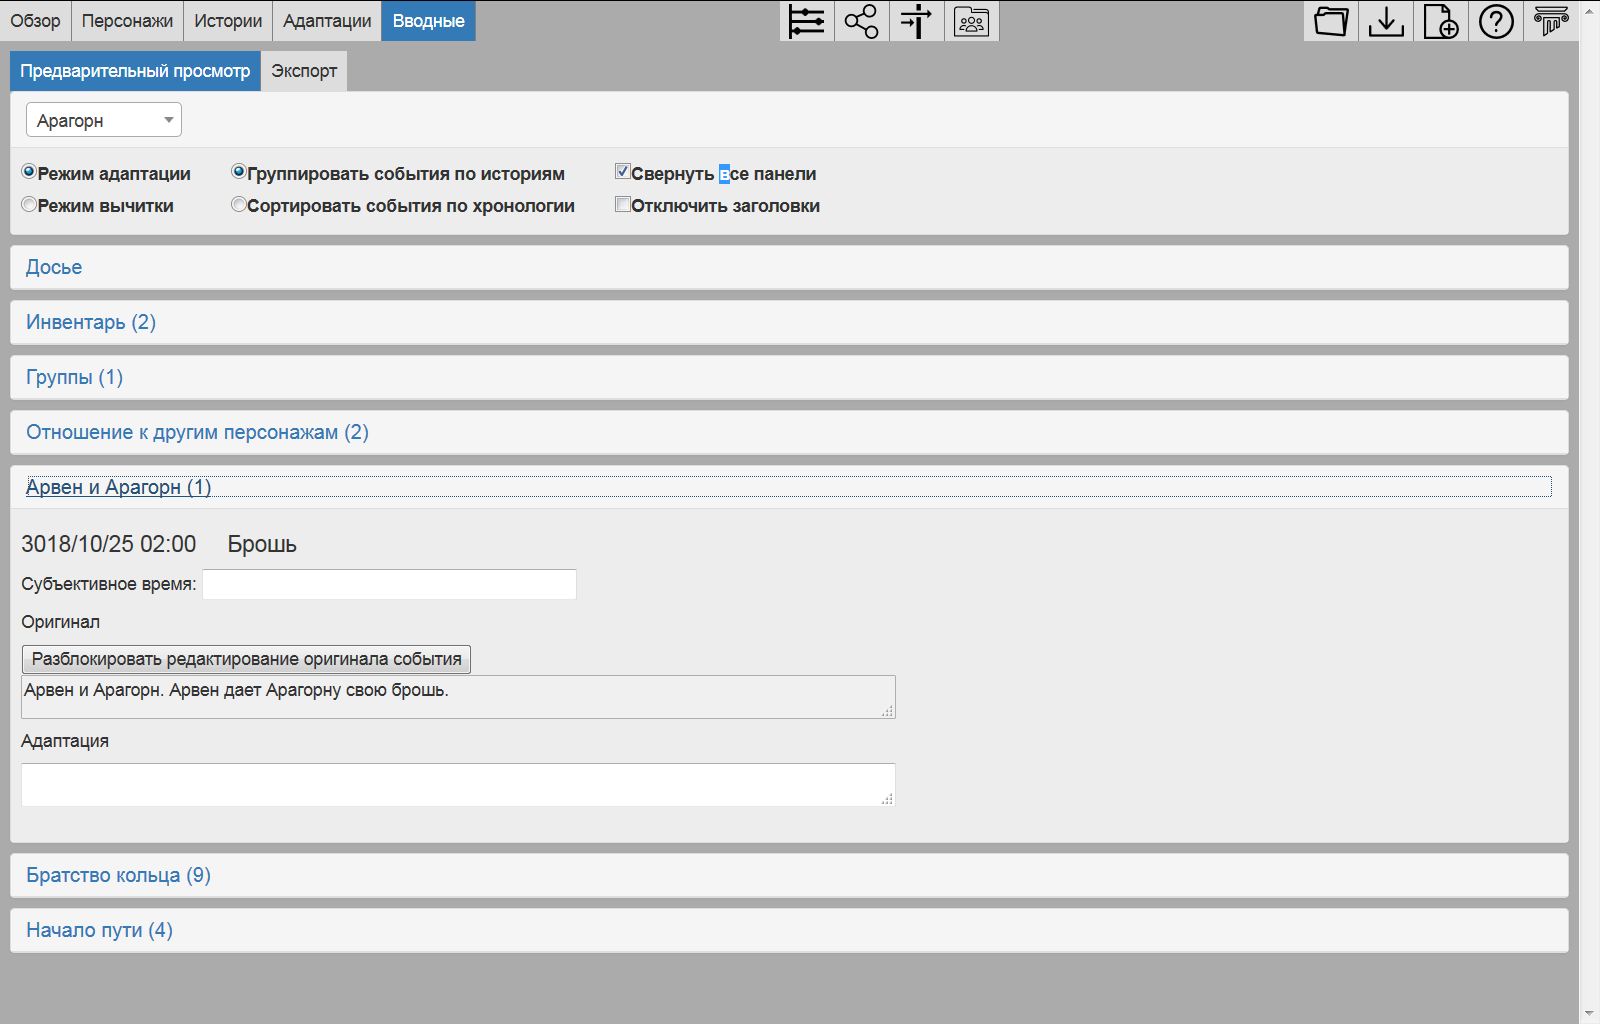 Обзор Персонажи Истории Адаптации Вводные
Предварительный просмотр Экспорт
Арагорн
Режим адаптации Группировать события по историям Свернуть все панели
Режим вычитки Сортировать события по хронологии Отключить заголовки
Досье
Инвентарь (2)
Группы (1)
Отношение к другим персонажам (2)
Арвен и Арагорн (1)
3018/10/25 02:00 Брошь
Субъективное время:
Оригинал
Разблокировать редактирование оригинала события
Арвен и Арагорн. Арвен дает Арагорну свою брошь.
Адаптация
Братство кольца (9)
Начало пути (4)